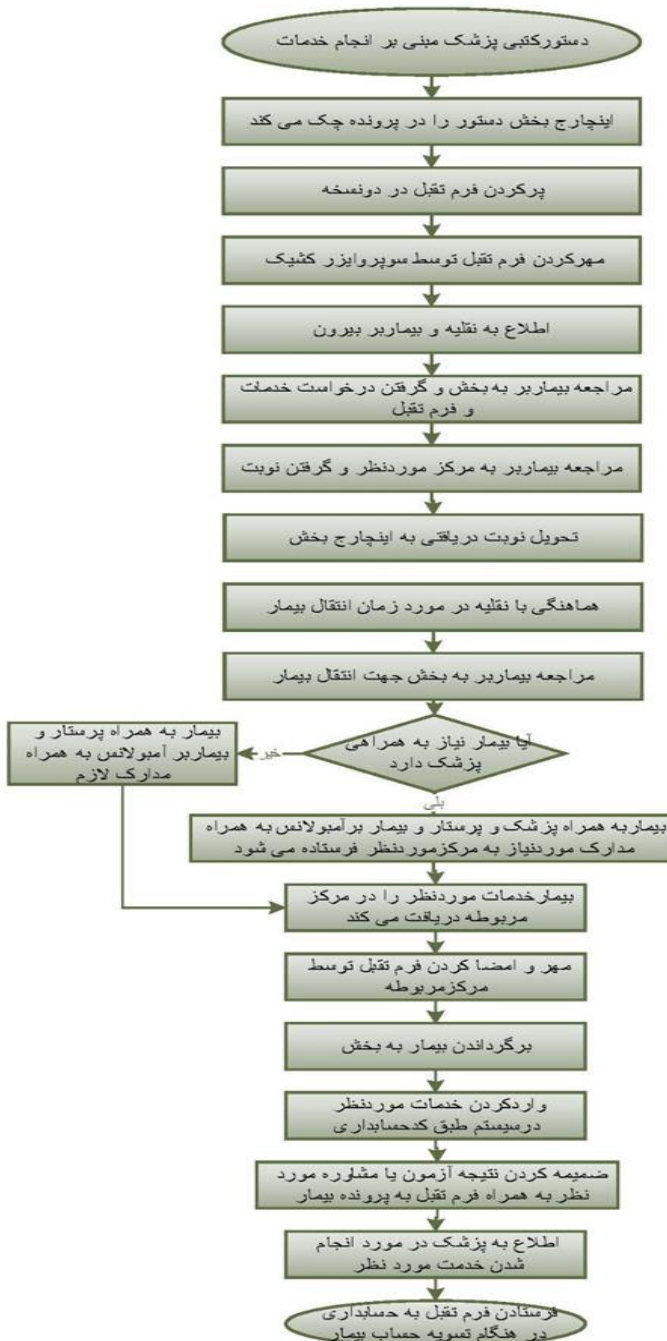 دستورکتبی پزشک مبنی بر انجام خدمات
اینچارج بخش دستور را در پرونده چک می کند
پرکردن فرم تقبل در دونسخه
مهرکردن فرم تقبل توسط سوپروایزر کشیک
اطلاع به نقلیه و بیماربر بیرون
مراجعه بیماربر به بخش و گرفتن درخواست خدمات
و فرم تقبل
مراجعه بیماربر به مرکز موردنظر و گرفتن نوبت
تحویل نوبت دریافتی به اینچارج بخش
هماهنگی با نقلیه در مورد زمان انتقال بیمار
مراجعه بیماربر به بخش جهت انتقال بیمار
آیا بیمار نیاز به همراهی
پزشک دارد
خیر
بیمار به همراه پرستار و
بیماربر آمبولانس به همراه
مدارک لازم
بلی
بیماربه همراه پزشک و پرستار و بیمار برآمبولانس به همراه
مدارک موردنیاز به مرکزموردنظر فرستاده می شود
بیمارخدمات موردنظر را در مرکز
مربوطه دریافت می کند
مهر و امضا کردن فرم تقبل توسط
مرکزمربوطه
برگرداندن بیمار به بخش
واردکردن خدمات موردنظر
درسیستم طبق کدحسابداری
ضمیمه کردن نتیجه آزمون یا مشاوره مورد
نظر به همراه فرم تقبل به پرونده بیمار
اطلاع به پزشک در مورد انجام
شدن خدمت مورد نظر
فرستادن فرم تقبل به حسابداری
در هنگام تسویه حساب بیمار